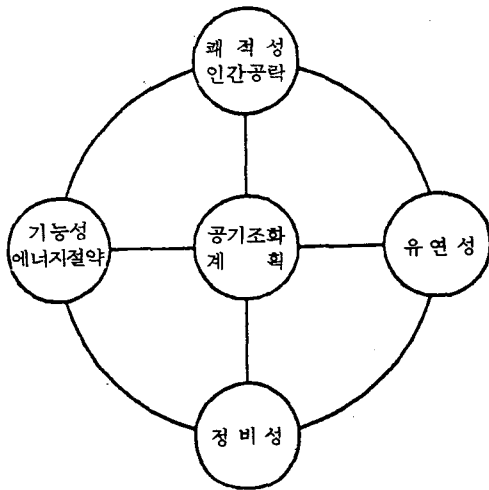 쾌 적 성
인간공락
기능성
에너지절약
공기조화
계 획
유 연 성
정 비 성